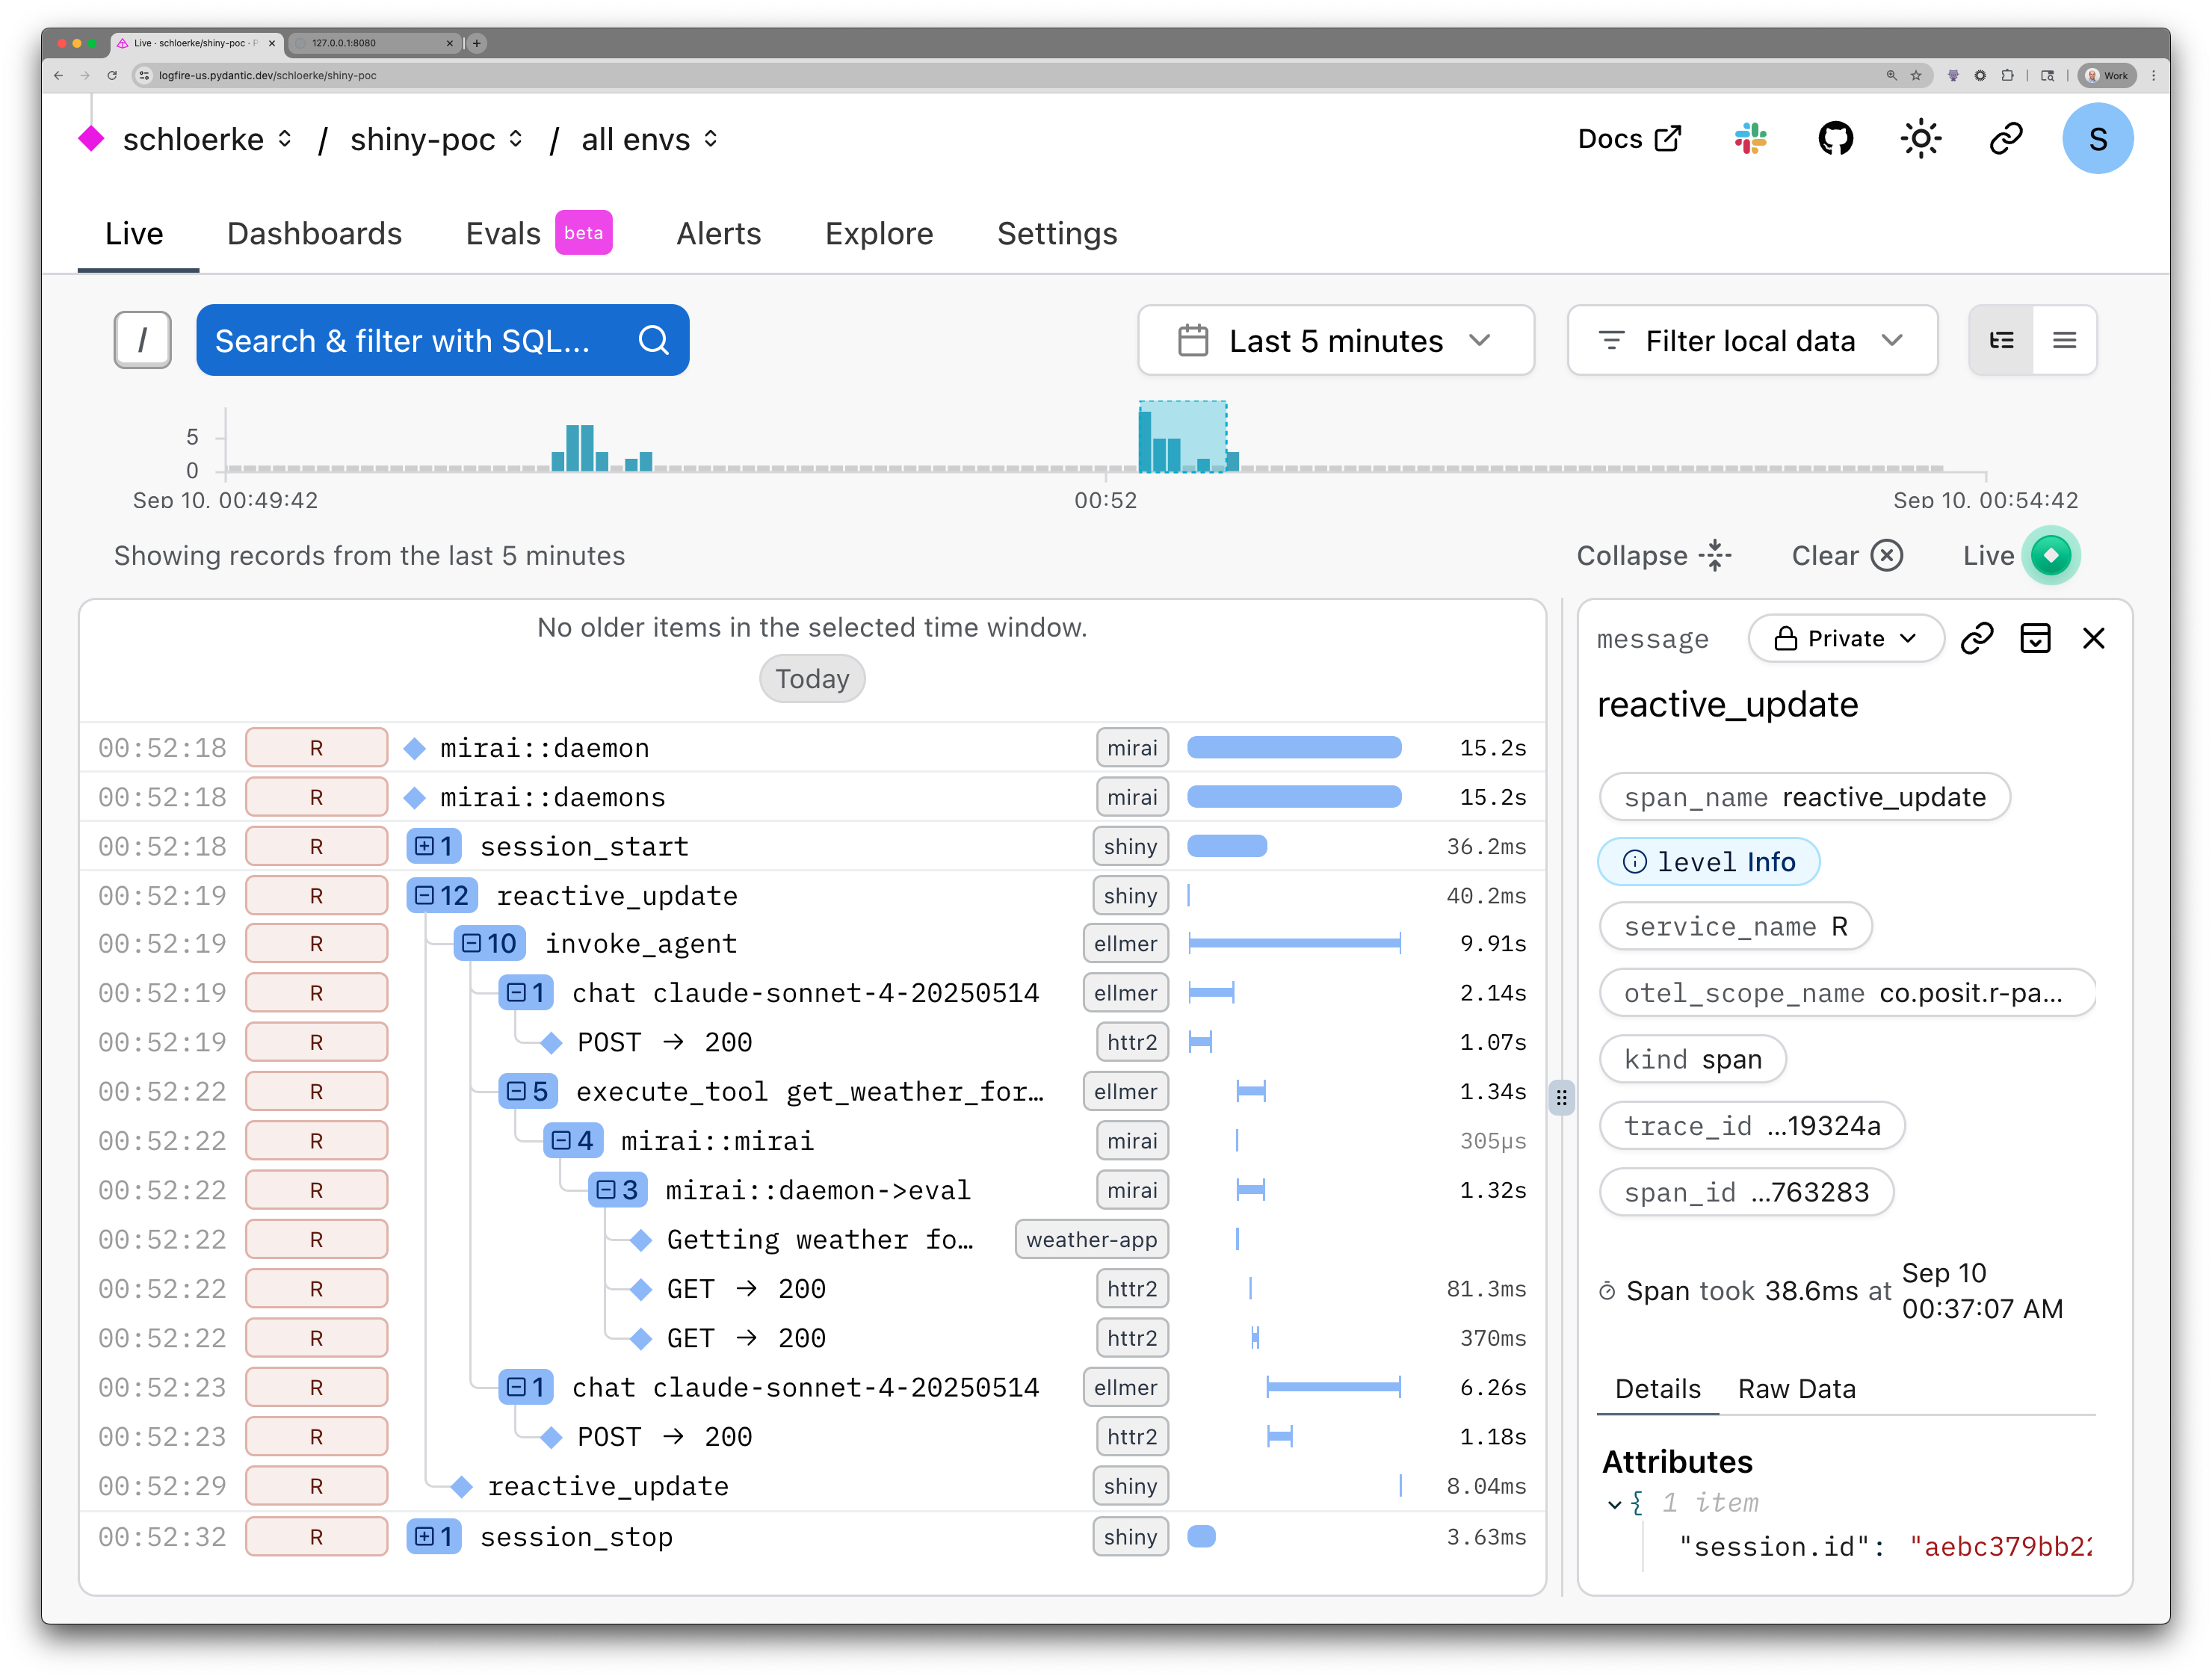 Live · schloerke/shiny-poc · P
127.0.0.1:8080
logfire-us.pydantic.dev/schloerke/shiny-poc
Work
schloerke / shiny-poc / all envs
Docs
S
Live Dashboards Evals beta Alerts Explore Settings
/ Search & filter with SQL... Last 5 minutes Filter local data
5
0
Sep 10, 00:49:42 00:52 Sep 10, 00:54:42
Showing records from the last 5 minutes
Collapse Clear Live
No older items in the selected time window.
Today
00:52:18 R mirai::daemon mirai 15.2s
00:52:18 R mirai::daemons mirai 15.2s
00:52:18 R 1 session_start shiny 36.2ms
00:52:19 R 12 reactive_update shiny 40.2ms
00:52:19 R 10 invoke_agent ellmer 9.91s
00:52:19 R 1 chat claude-sonnet-4-20250514 ellmer 2.14s
00:52:19 R POST → 200 httr2 1.07s
00:52:22 R 5 execute_tool get_weather_for… ellmer 1.34s
00:52:22 R 4 mirai::mirai mirai 305µs
00:52:22 R 3 mirai::daemon->eval mirai 1.32s
00:52:22 R Getting weather fo… weather-app
00:52:22 R GET → 200 httr2 81.3ms
00:52:22 R GET → 200 httr2 370ms
00:52:23 R 1 chat claude-sonnet-4-20250514 ellmer 6.26s
00:52:23 R POST → 200 httr2 1.18s
00:52:29 R reactive_update shiny 8.04ms
00:52:32 R 1 session_stop shiny 3.63ms
message Private
reactive_update
span_name reactive_update
level Info
service_name R
otel_scope_name co.posit.r-pa...
kind span
trace_id ...19324a
span_id ...763283
Span took 38.6ms at Sep 10
00:37:07 AM
Details Raw Data
Attributes
{ 1 item
"session.id": "aebc379bb22